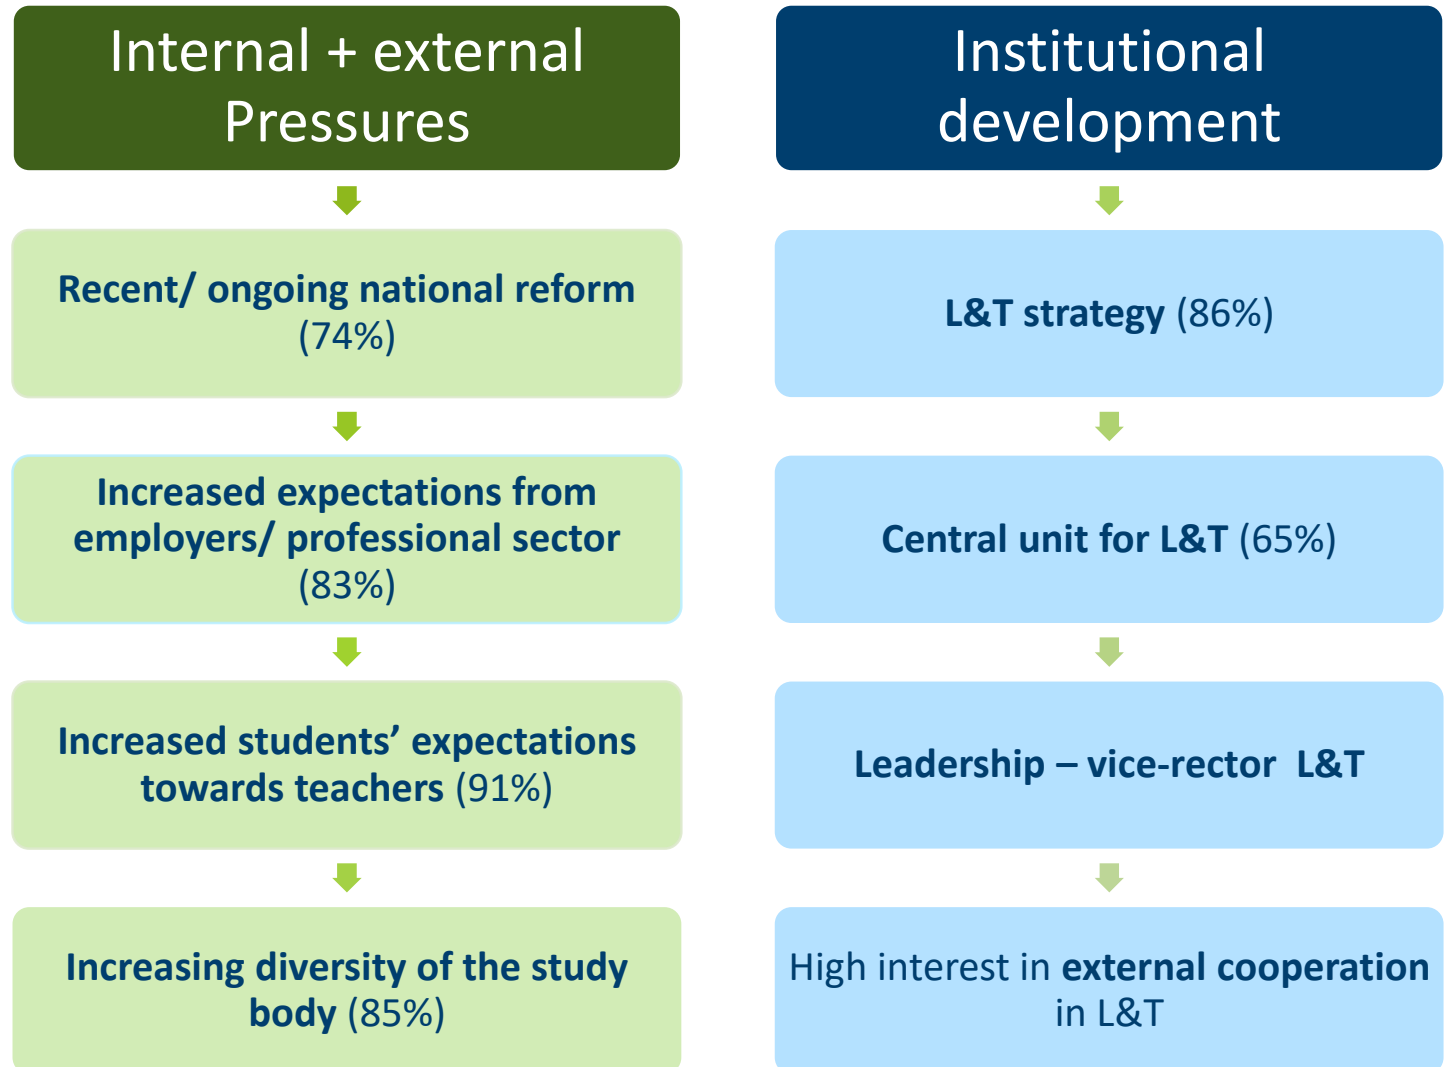 Internal + external
Pressures
Recent/ ongoing national reform
(74%)
Increased expectations from
employers/ professional sector
(83%)
Increased students’ expectations
towards teachers (91%)
Increasing diversity of the study
body (85%)
Institutional
development
L&T strategy (86%)
Central unit for L&T (65%)
Leadership – vice-rector  L&T
High interest in external cooperation
in L&T